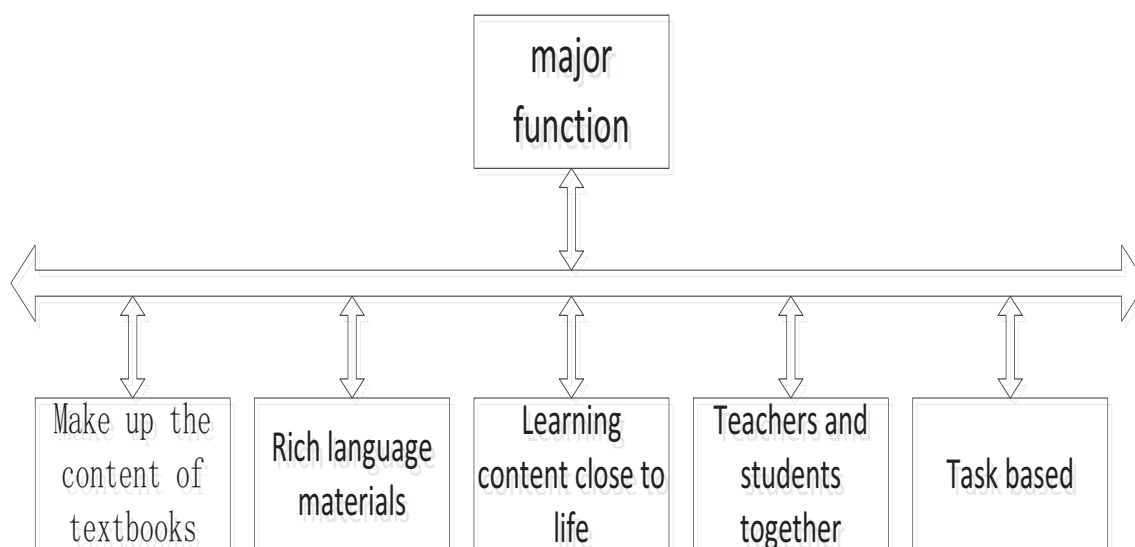 major
function
Make up the
content of
textbooks
Rich language
materials
Learning
content close to
life
Teachers and
students
together
Task based